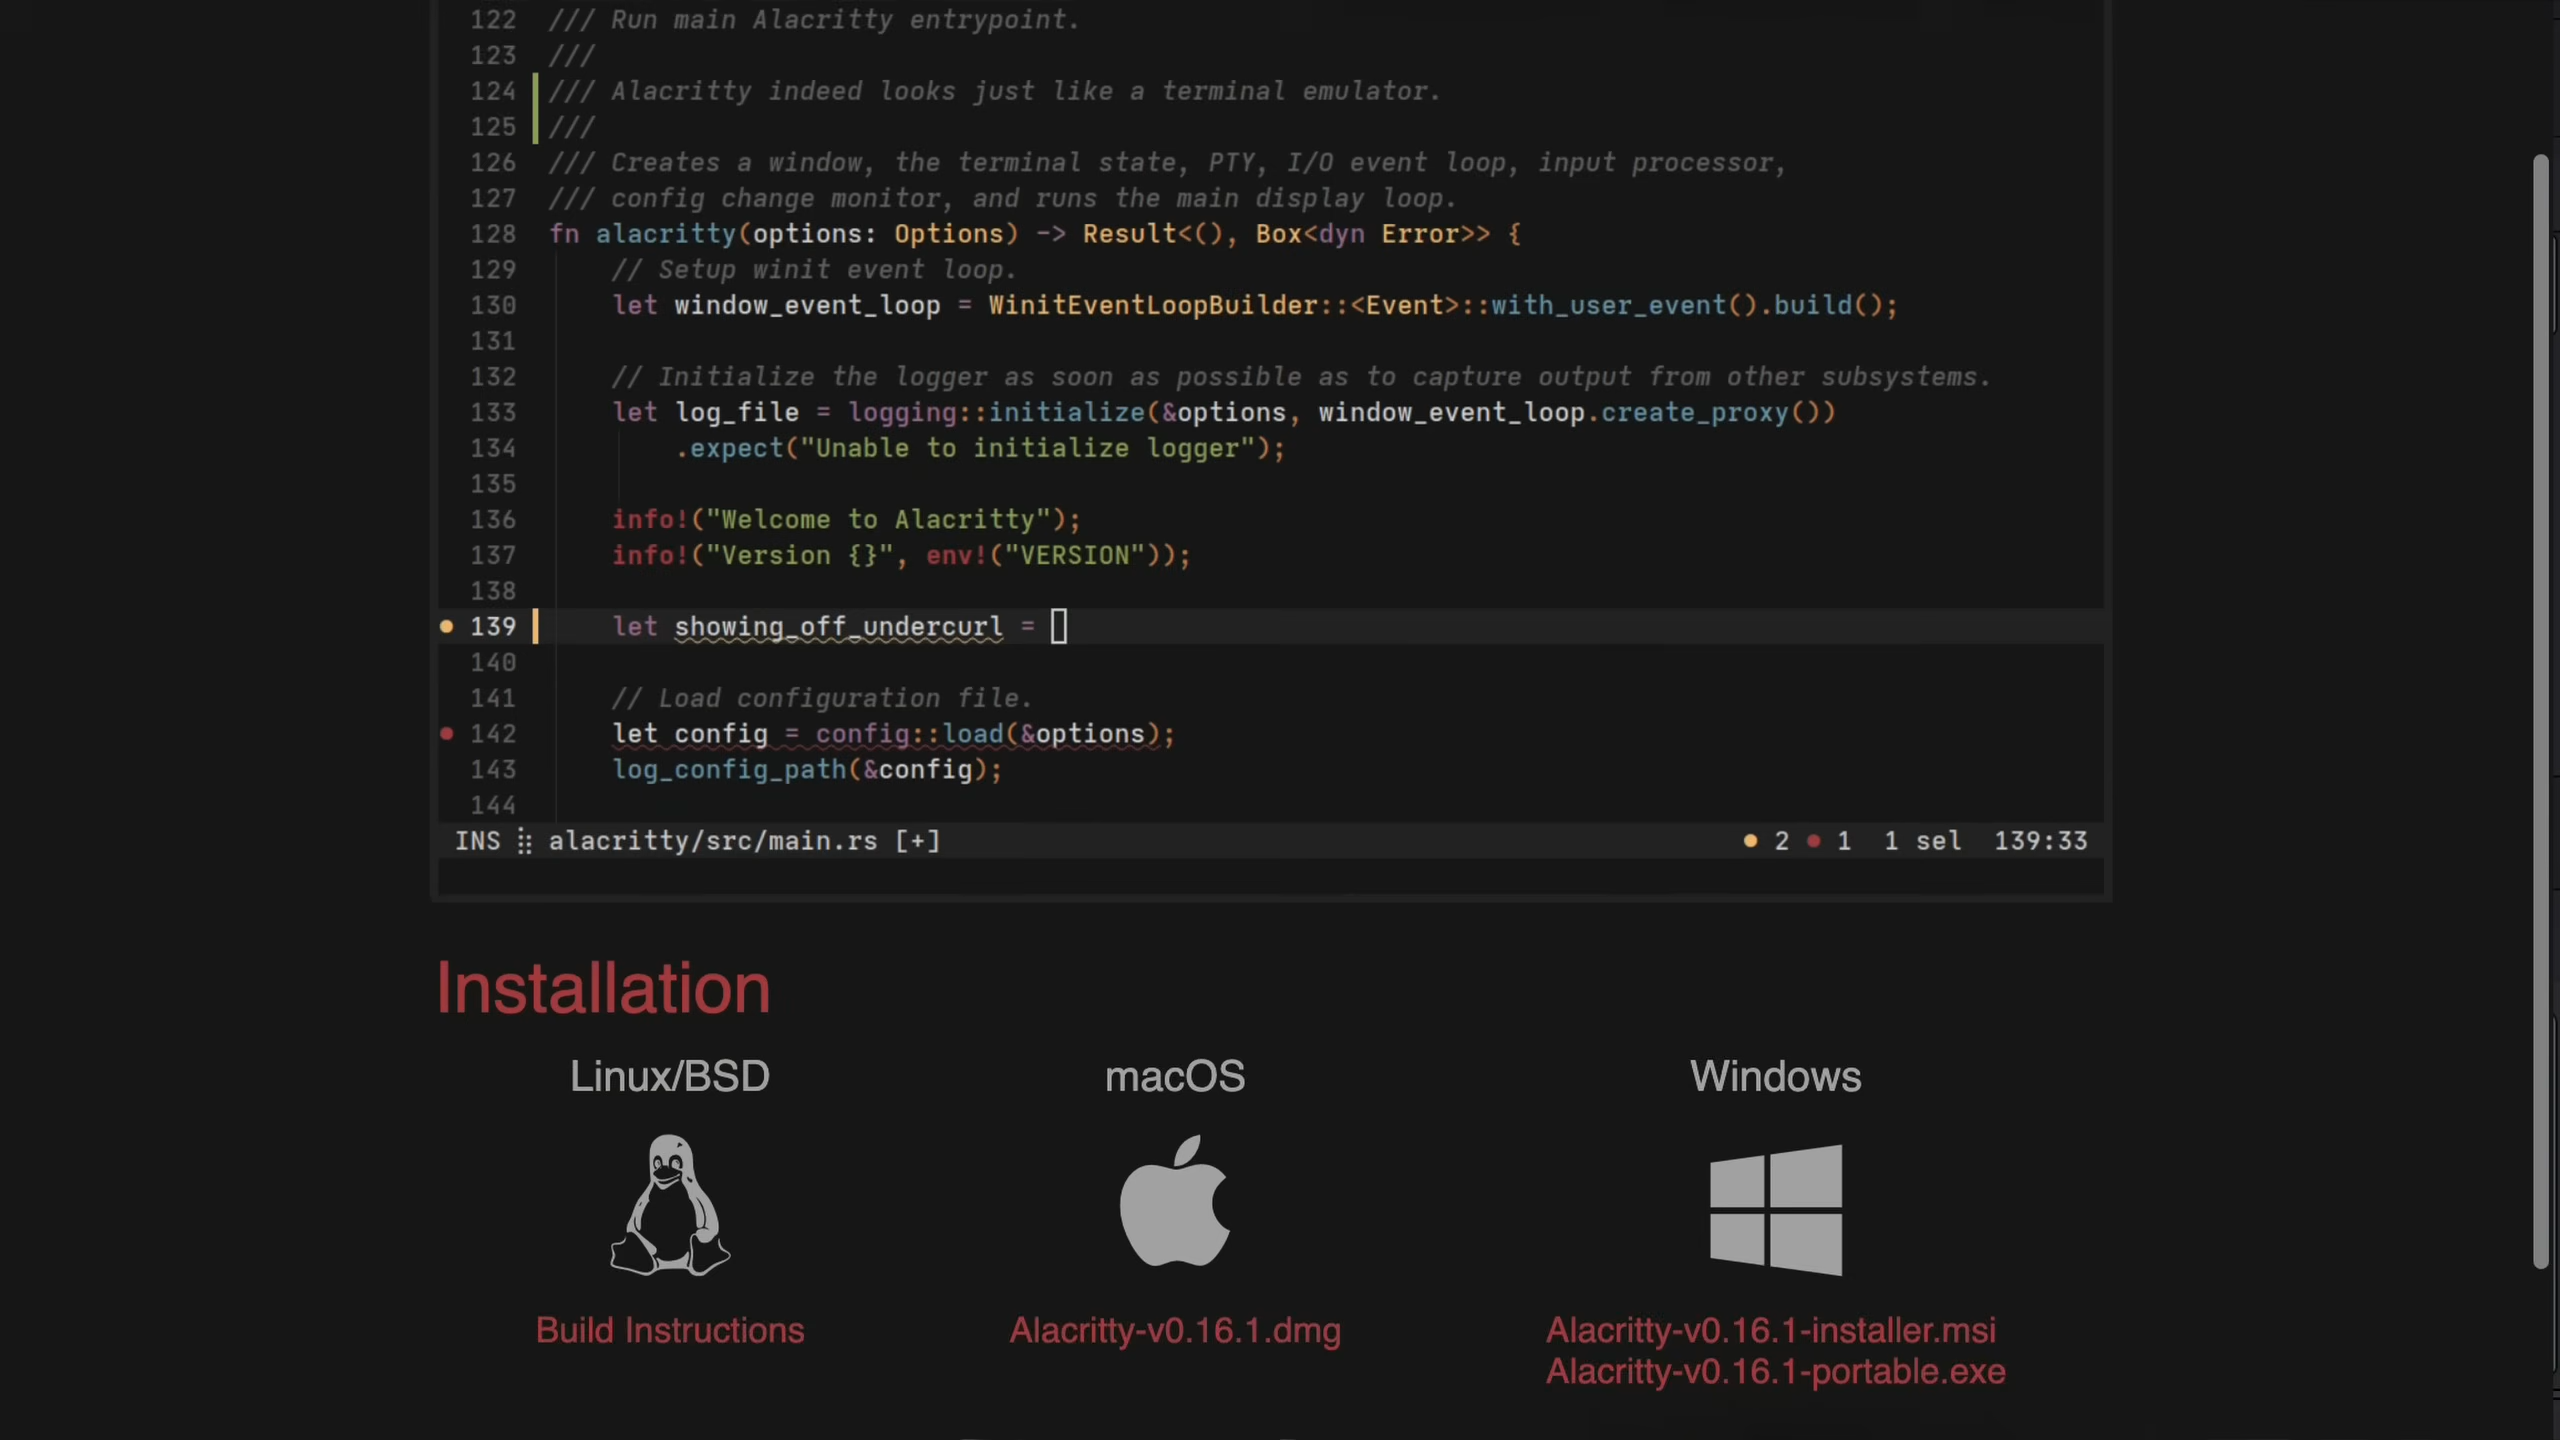 122 /// Run main Alacritty entrypoint.
123 ///
124 /// Alacritty indeed looks just like a terminal emulator.
125 ///
126 /// Creates a window, the terminal state, PTY, I/O event loop, input processor,
127 /// config change monitor, and runs the main display loop.
128 fn alacritty(options: Options) -> Result<(), Box<dyn Error>> {
129     // Setup winit event loop.
130     let window_event_loop = WinitEventLoopBuilder::<Event>::with_user_event().build();
131
132     // Initialize the logger as soon as possible as to capture output from other subsystems.
133     let log_file = logging::initialize(&options, window_event_loop.create_proxy())
134         .expect("Unable to initialize logger");
135
136     info!("Welcome to Alacritty");
137     info!("Version {}", env!("VERSION"));
138
139     let showing_off_undercurl =
140
141     // Load configuration file.
142     let config = config::load(&options);
143     log_config_path(&config);
144
INS alacritty/src/main.rs [+] 2 1 1 sel 139:33
Installation
Linux/BSD macOS Windows
Build Instructions Alacritty-v0.16.1.dmg Alacritty-v0.16.1-installer.msi
Alacritty-v0.16.1-portable.exe